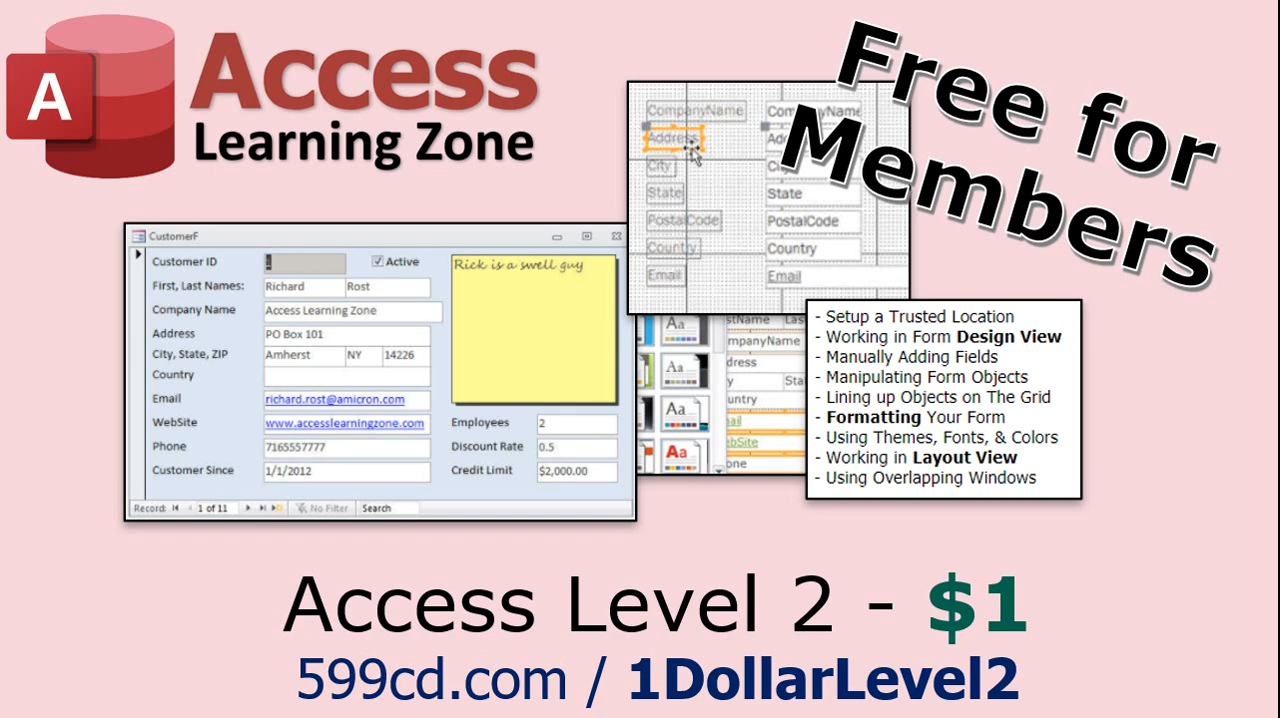 A
Access
Learning Zone
Free for
Members
CompanyName CompanyName
Address
City
State State
PostalCode PostalCode
Country Country
Email Email
CustomerF
Customer ID Active
First, Last Names: Richard Rost
Company Name Access Learning Zone
Address PO Box 101
City, State, ZIP Amherst NY 14226
Country
Email richard.rost@amicron.com
WebSite www.accesslearningzone.com
Phone 7165557777
Customer Since 1/1/2012
Rick is a swell guy
Employees 2
Discount Rate 0.5
Credit Limit $2,000.00
Record: 1 of 11 No Filter Search
Aa
Aa
Aa
Aa
- Setup a Trusted Location
- Working in Form Design View
- Manually Adding Fields
- Manipulating Form Objects
- Lining up Objects on The Grid
- Formatting Your Form
- Using Themes, Fonts, & Colors
- Working in Layout View
- Using Overlapping Windows
Access Level 2 - $1
599cd.com / 1DollarLevel2